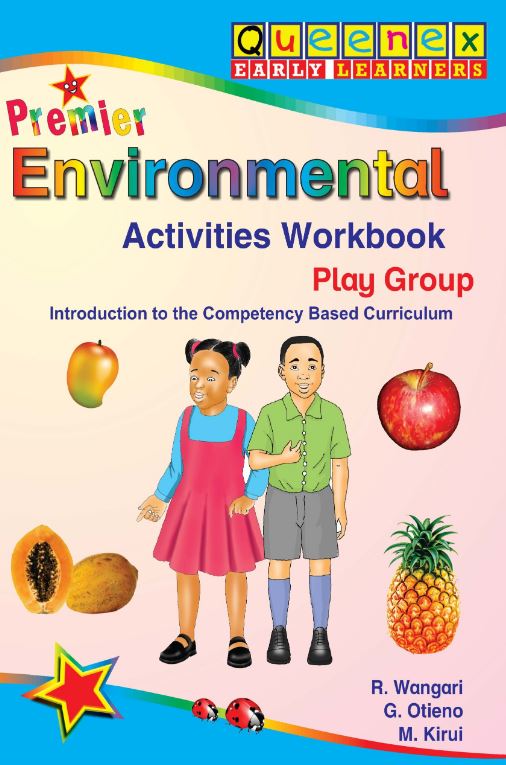 Queenex
EARLY LEARNERS
Premier
Environmental
Activities Workbook
Play Group
Introduction to the Competency Based Curriculum
R. Wangari
G. Otieno
M. Kirui